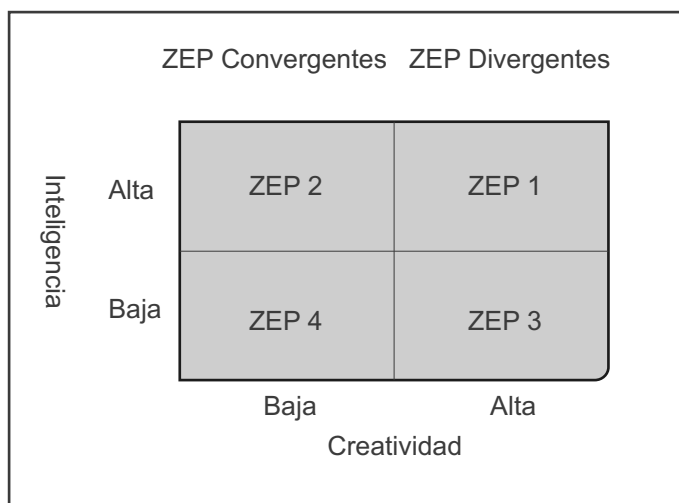 ZEP Convergentes ZEP Divergentes
Inteligencia
Alta
ZEP 2
ZEP 1
Baja
ZEP 4
ZEP 3
Baja
Alta
Creatividad